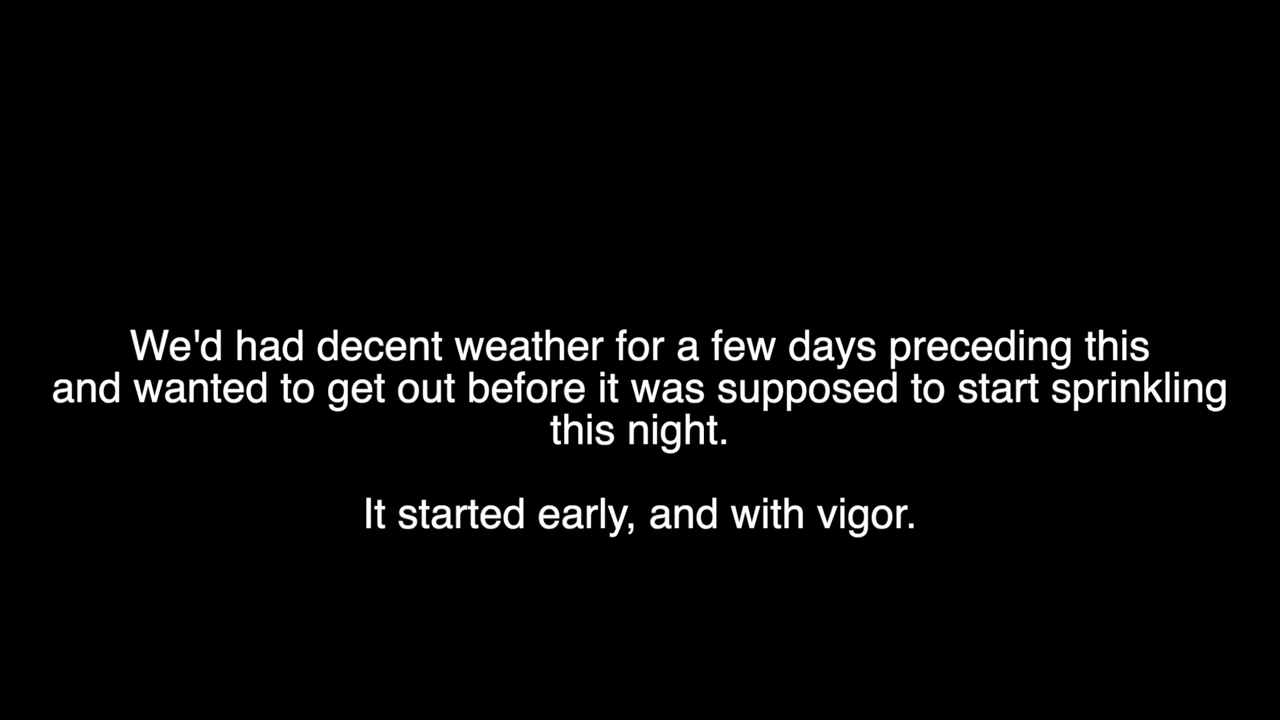 We'd had decent weather for a few days preceding this
and wanted to get out before it was supposed to start sprinkling
this night.
It started early, and with vigor.